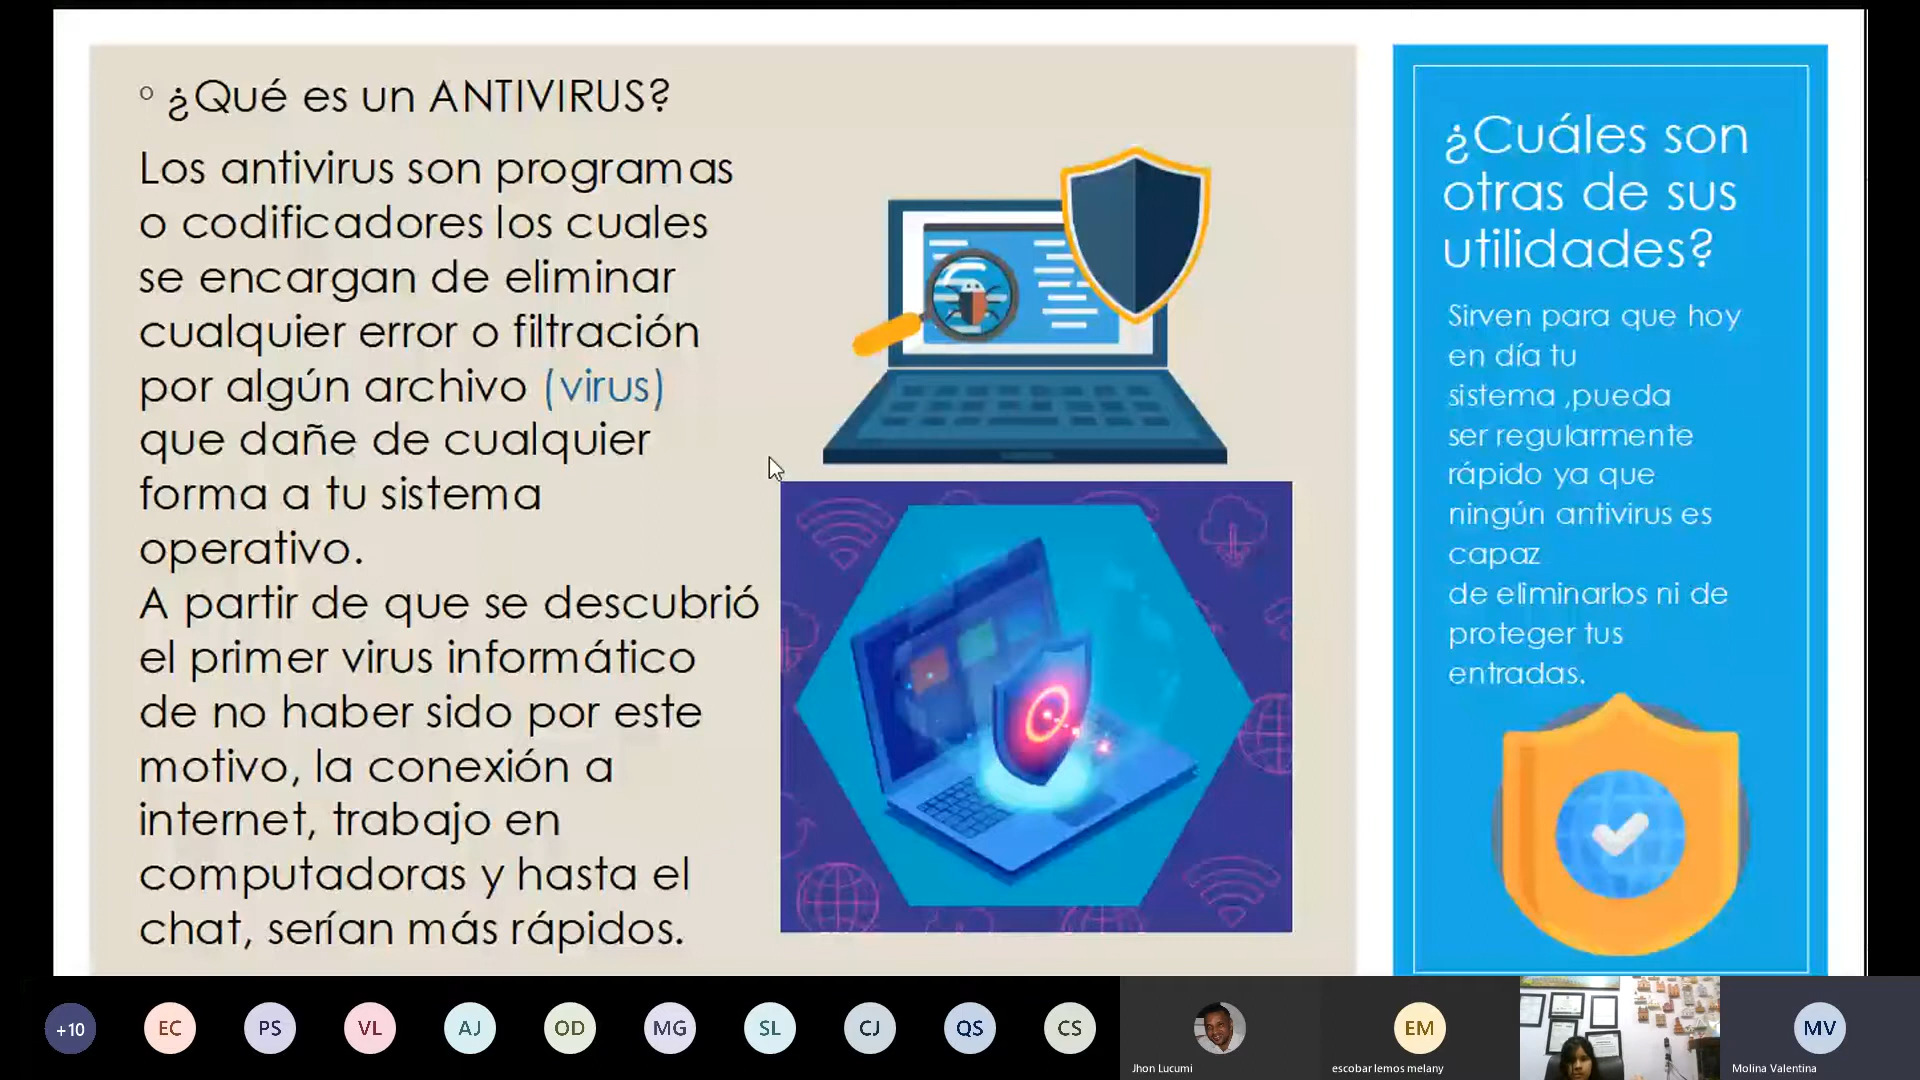 ¿Qué es un ANTIVIRUS?
Los antivirus son programas
o codificadores los cuales
se encargan de eliminar
cualquier error o filtración
por algún archivo (virus)
que dañe de cualquier
forma a tu sistema
operativo.
A partir de que se descubrió
el primer virus informático
de no haber sido por este
motivo, la conexión a
internet, trabajo en
computadoras y hasta el
chat, serían más rápidos.
¿Cuáles son
otras de sus
utilidades?
Sirven para que hoy
en día tu
sistema ,pueda
ser regularmente
rápido ya que
ningún antivirus es
capaz
de eliminarlos ni de
proteger tus
entradas.
+10
EC
PS
VL
AJ
OD
MG
SL
CJ
QS
CS
Jhon Lucumi
EM
escobar lemos melany
MV
Molina Valentina